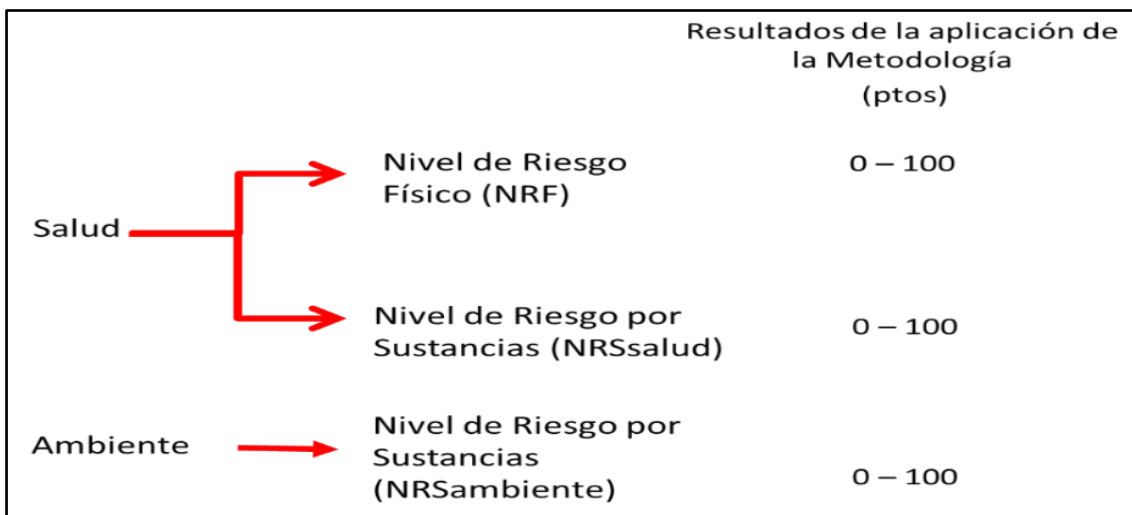 Resultados de la aplicación de
la Metodología
(ptos)
Nivel de Riesgo
Físico (NRF)
0 – 100
Salud
Nivel de Riesgo por
Sustancias (NRSsalud)
0 – 100
Ambiente
Nivel de Riesgo por
Sustancias
(NRSambiente)
0 – 100